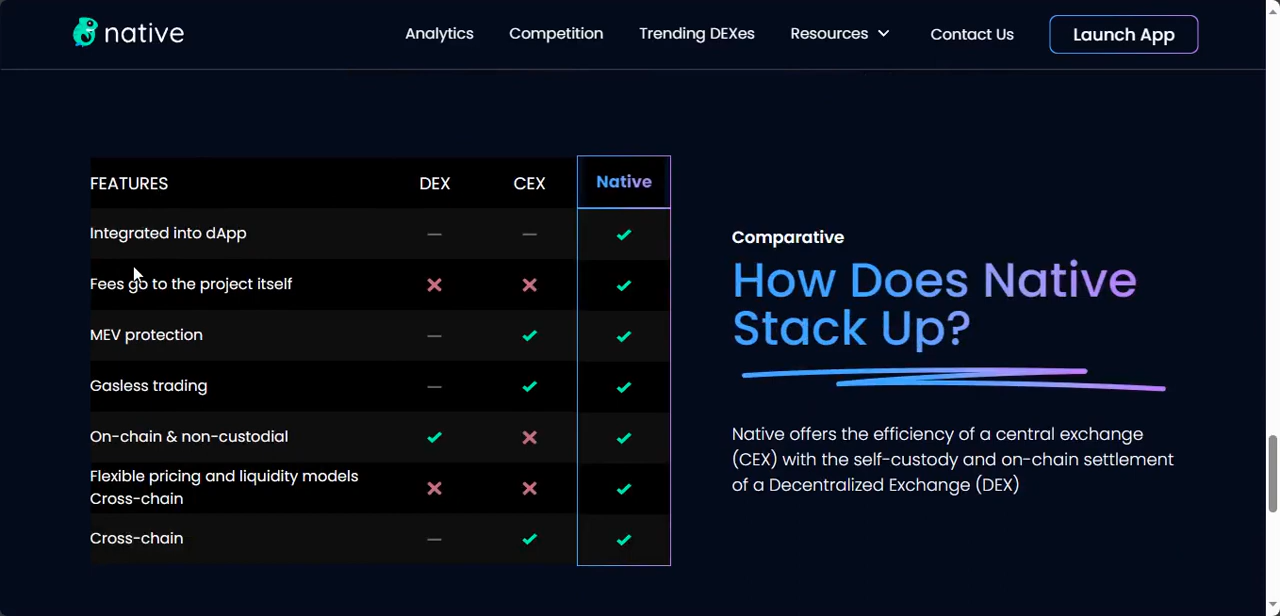 native
Analytics Competition Trending DEXes Resources Contact Us Launch App
FEATURES DEX CEX Native
Integrated into dApp
Fees go to the project itself
MEV protection
Gasless trading
On-chain & non-custodial
Flexible pricing and liquidity models
Cross-chain
Cross-chain
Comparative
How Does Native
Stack Up?
Native offers the efficiency of a central exchange
(CEX) with the self-custody and on-chain settlement
of a Decentralized Exchange (DEX)